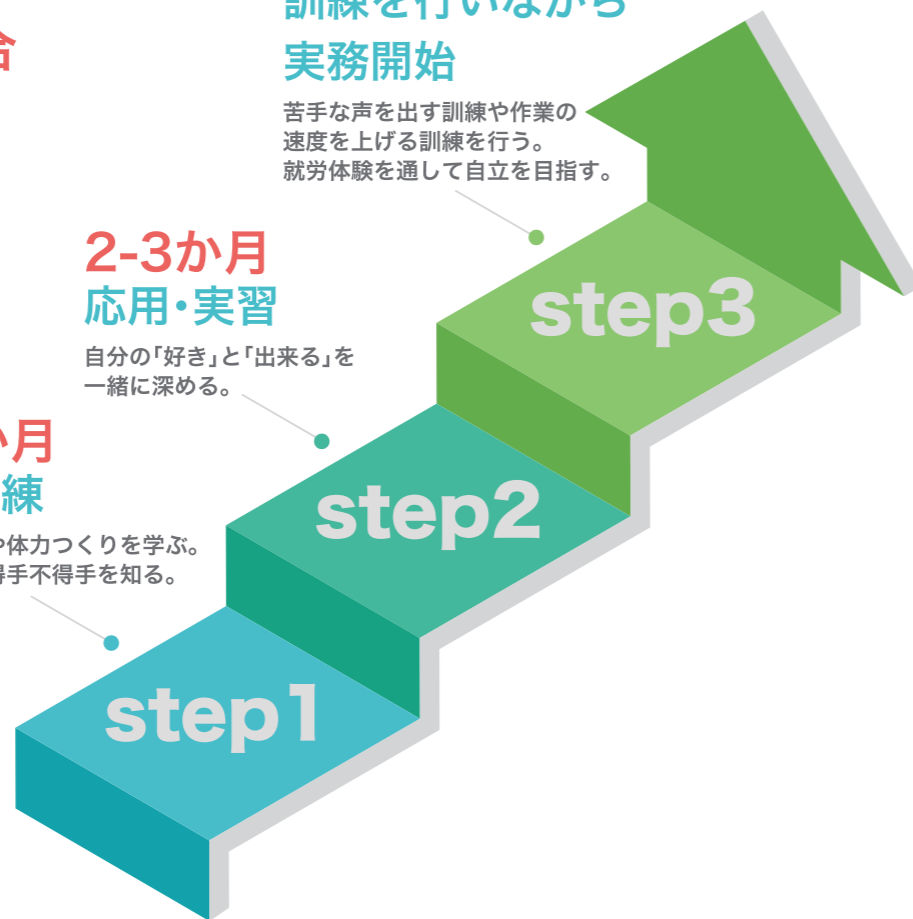 合
訓練を行いながら
実務開始
苦手な声を出す訓練や作業の
速度を上げる訓練を行う。
就労体験を通して自立を目指す。
step3
2-3か月
応用・実習
自分の「好き」と「出来る」を
一緒に深める。
step2
か月
練
や体力つくりを学ぶ。
得手不得手を知る。
step1